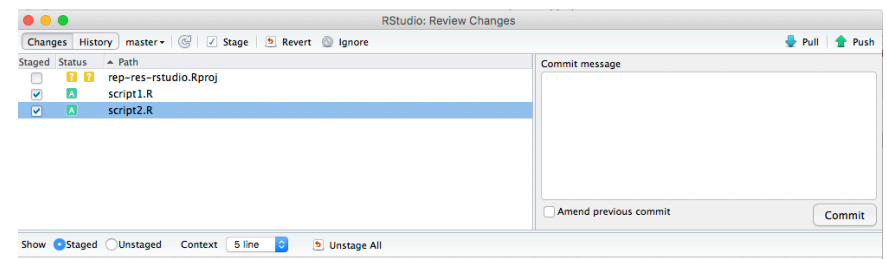 RStudio: Review Changes
Changes History master Stage Revert Ignore Pull Push
Staged Status Path Commit message
? ? rep-res-rstudio.Rproj
A script1.R
A script2.R
Amend previous commit
Commit
Show Staged Unstaged Context 5 line Unstage All